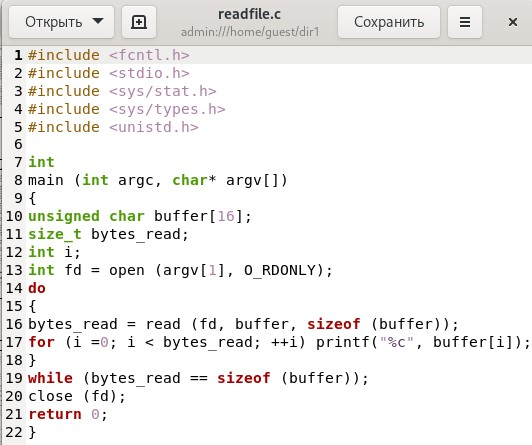 Открыть
readfile.c
admin:///home/guest/dir1
Сохранить
1 #include <fcntl.h>
2 #include <stdio.h>
3 #include <sys/stat.h>
4 #include <sys/types.h>
5 #include <unistd.h>
6
7 int
8 main (int argc, char* argv[])
9 {
10 unsigned char buffer[16];
11 size_t bytes_read;
12 int i;
13 int fd = open (argv[1], O_RDONLY);
14 do
15 {
16 bytes_read = read (fd, buffer, sizeof (buffer));
17 for (i =0; i < bytes_read; ++i) printf("%c", buffer[i]);
18 }
19 while (bytes_read == sizeof (buffer));
20 close (fd);
21 return 0;
22 }